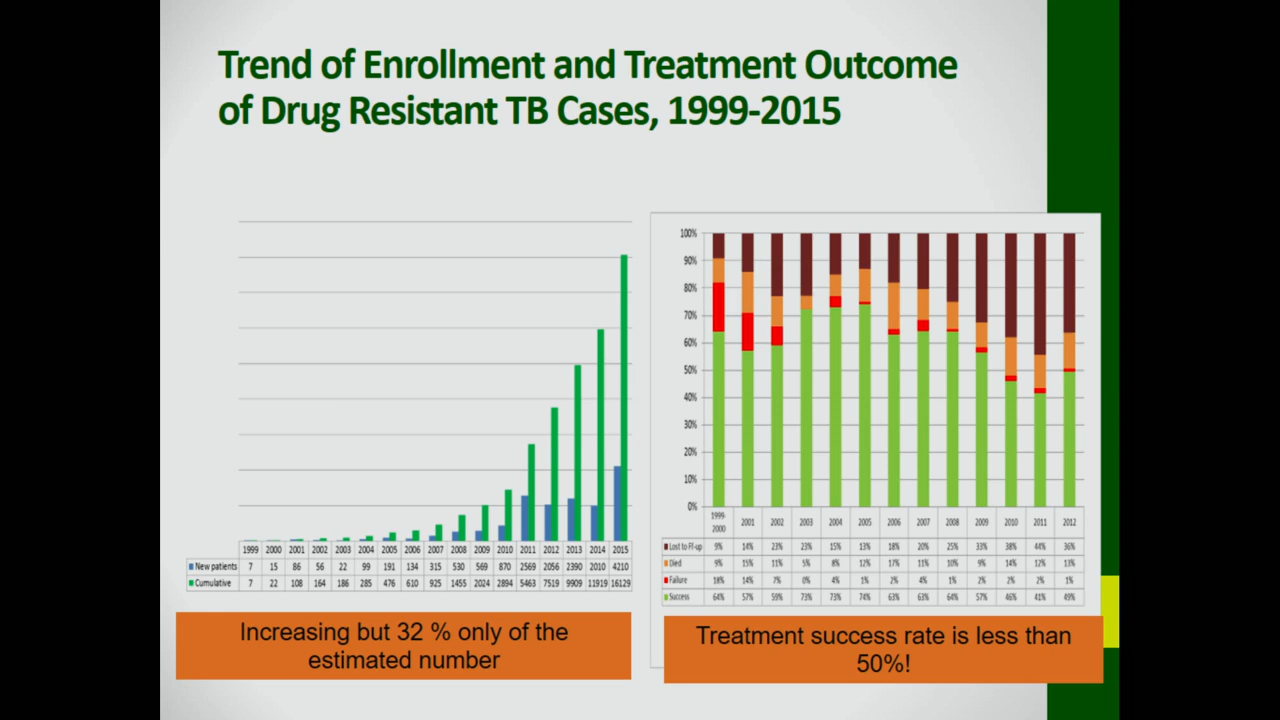 Trend of Enrollment and Treatment Outcome
of Drug Resistant TB Cases, 1999-2015
1999 2000 2001 2002 2003 2004 2005 2006 2007 2008 2009 2010 2011 2012 2013 2014 2015
New patients 7 15 86 56 22 99 191 134 315 530 569 870 2569 2056 2390 2010 4210
Cumulative 7 22 108 164 186 285 476 610 925 1455 2024 2894 5463 7519 9909 11919 16129
Increasing but 32 % only of the
estimated number
100%
90%
80%
70%
60%
50%
40%
30%
20%
10%
0%
1999-
2000 2001 2002 2003 2004 2005 2006 2007 2008 2009 2010 2011 2012
Lost to Ff-up 9% 14% 23% 23% 15% 13% 18% 20% 25% 33% 38% 44% 36%
Died 9% 15% 11% 5% 8% 12% 17% 11% 10% 9% 14% 12% 13%
Failure 18% 14% 7% 0% 4% 1% 2% 4% 1% 2% 2% 2% 1%
Success 64% 57% 59% 73% 73% 74% 63% 63% 64% 57% 46% 41% 49%
Treatment success rate is less than
50%!